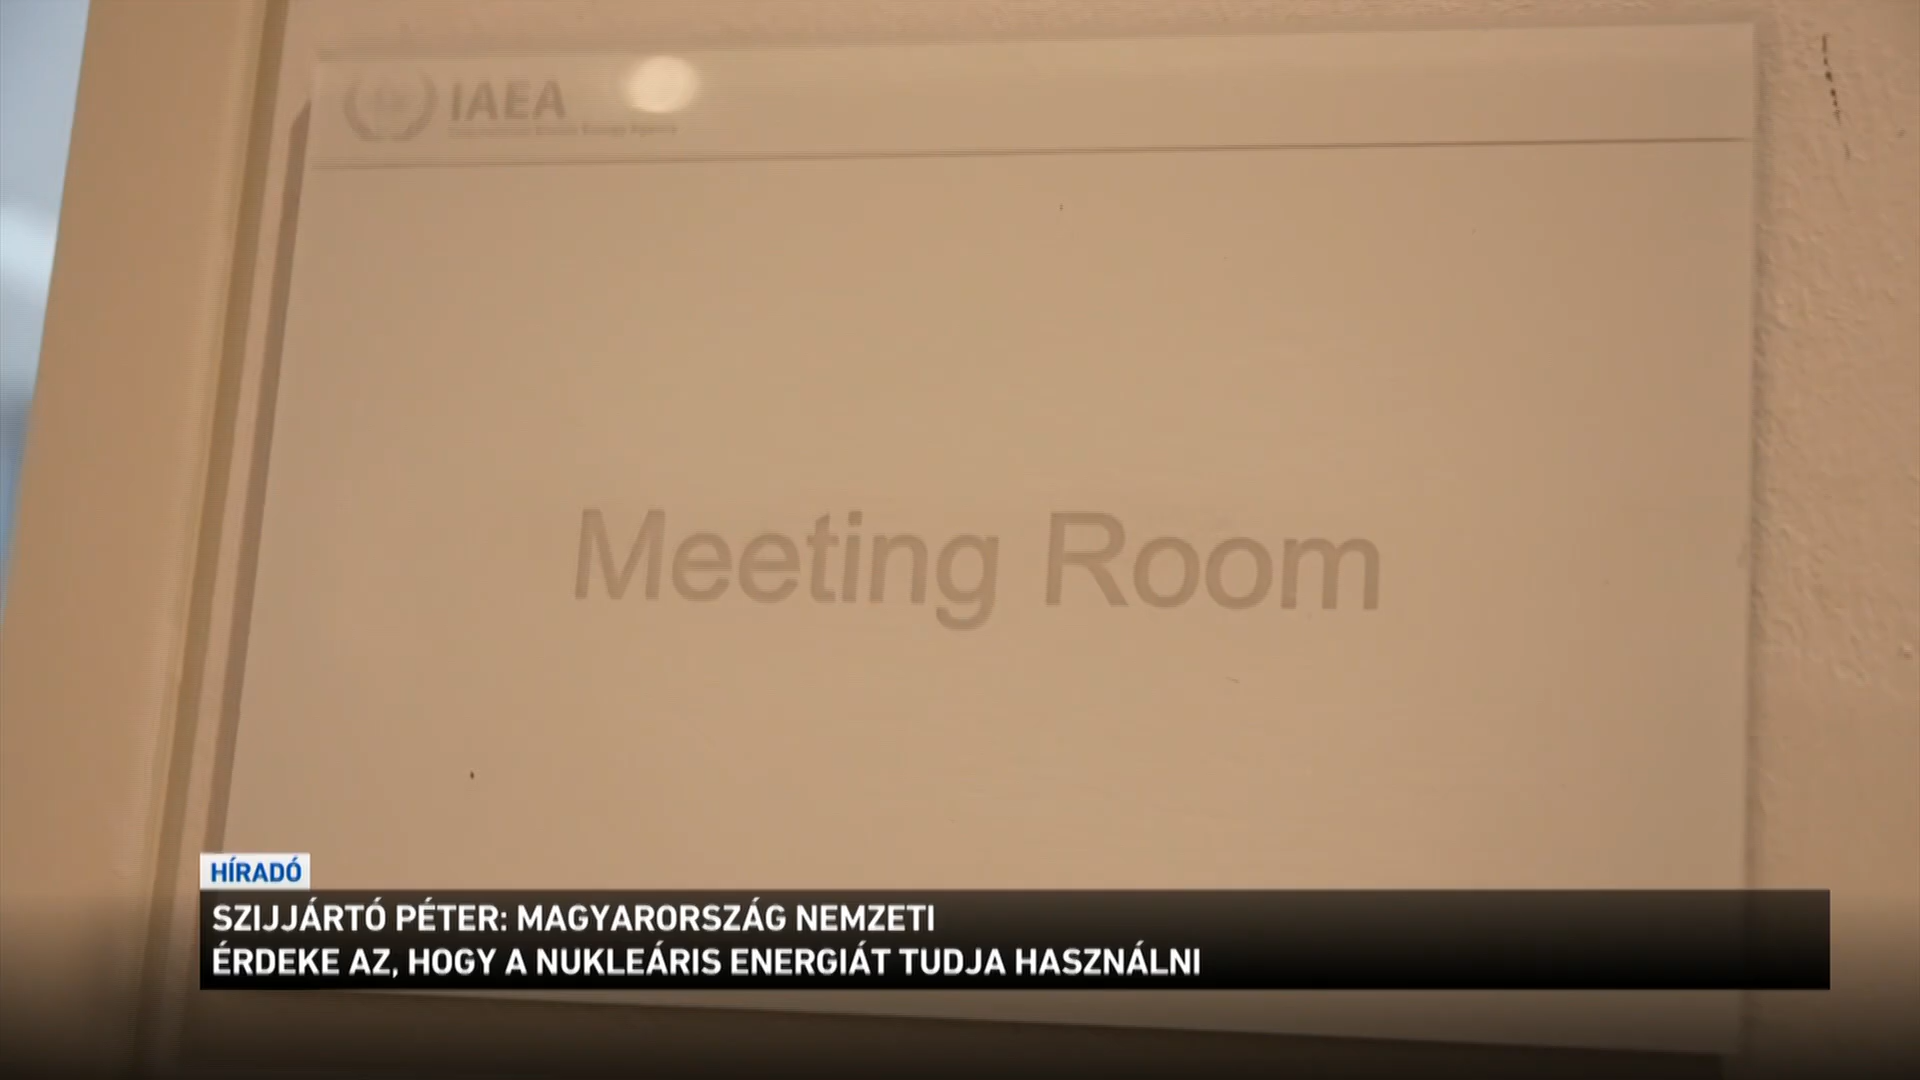 IAEA
Meeting Room
HÍRADÓ
SZIJJÁRTÓ PÉTER: MAGYARORSZÁG NEMZETI
ÉRDEKE AZ, HOGY A NUKLEÁRIS ENERGIÁT TUDJA HASZNÁLNI